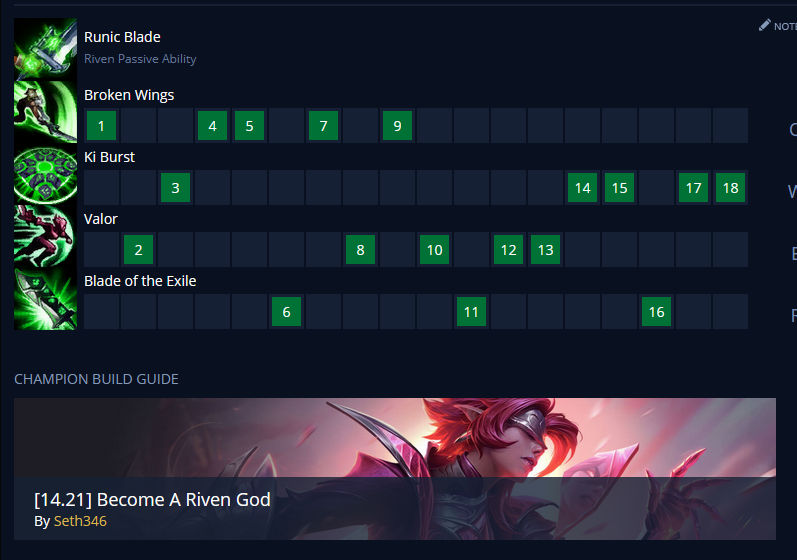 NOTE
Runic Blade
Riven Passive Ability
Broken Wings
1 4 5 7 9
Ki Burst
3 14 15 17 18
Valor
2 8 10 12 13
Blade of the Exile
6 11 16
CHAMPION BUILD GUIDE
[14.21] Become A Riven God
By Seth346